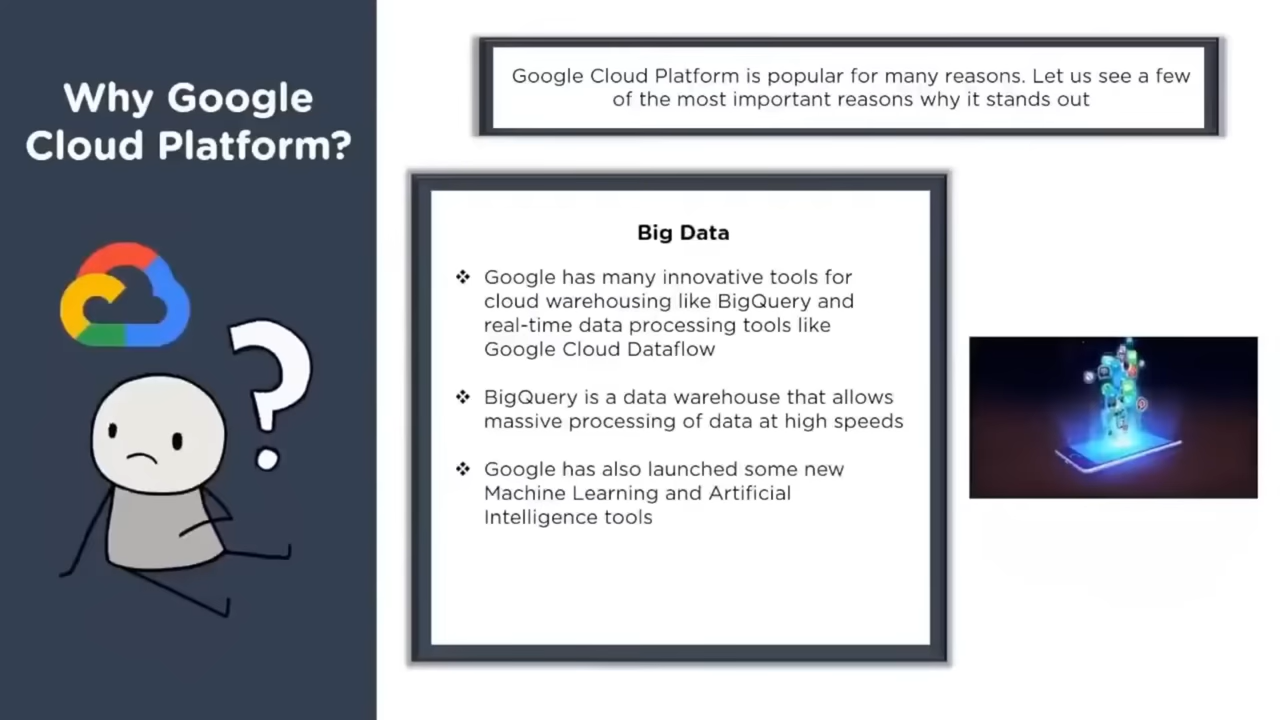 Why Google
Cloud Platform?
Google Cloud Platform is popular for many reasons. Let us see a few
of the most important reasons why it stands out
Big Data
❖ Google has many innovative tools for
cloud warehousing like BigQuery and
real-time data processing tools like
Google Cloud Dataflow
❖ BigQuery is a data warehouse that allows
massive processing of data at high speeds
❖ Google has also launched some new
Machine Learning and Artificial
Intelligence tools
?